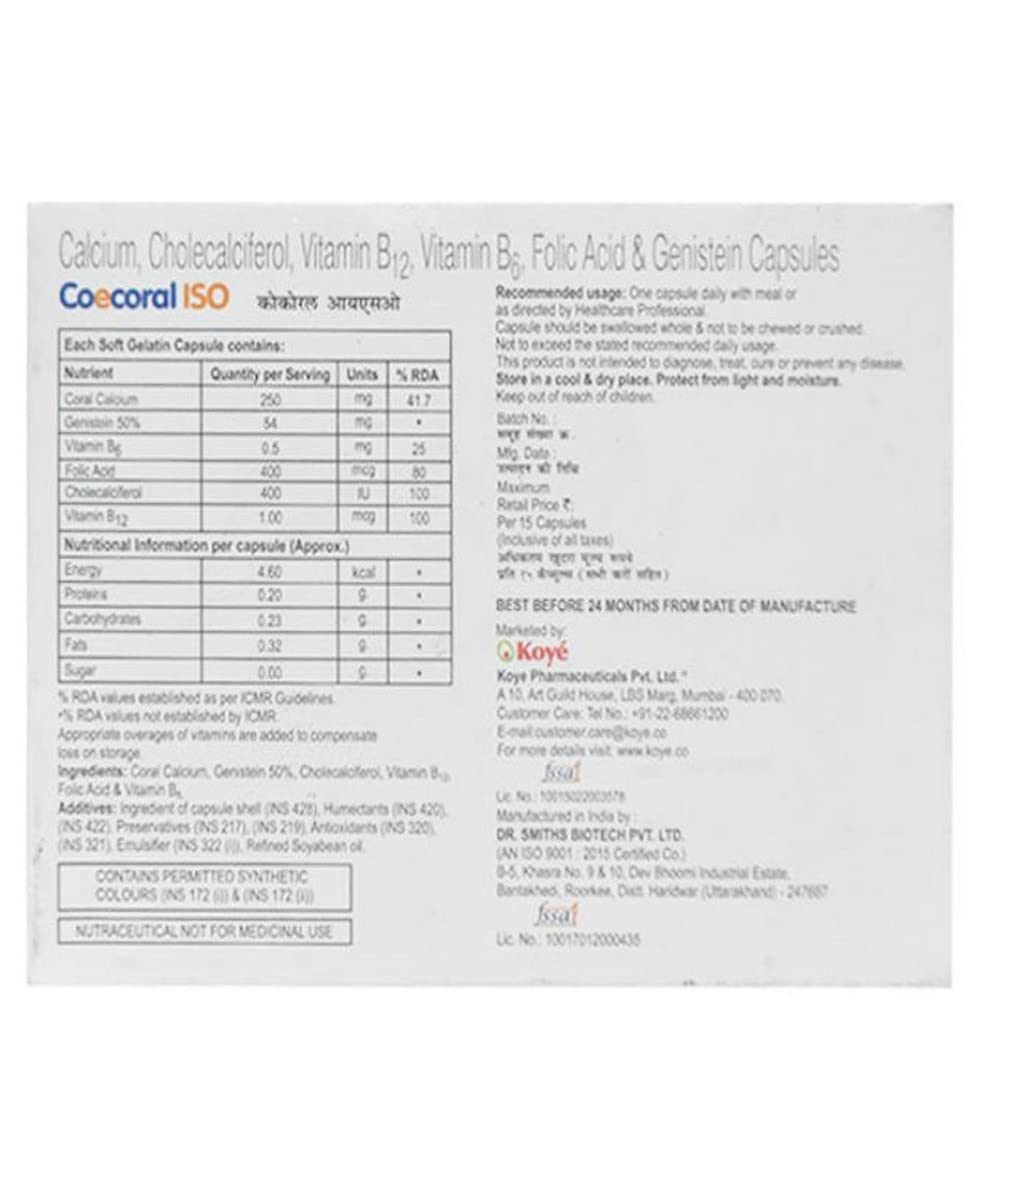 Calcium, Cholecalciferol, Vitamin B12, Vitamin B6, Folic Acid & Genistein Capsules
Coecoral ISO कोकोरल आयएसओ
Each Soft Gelatin Capsule contains:
Nutrient Quantity per Serving Units % RDA
Coral Calcium 250 mg 41.7
Genistein 50% 54 mg •
Vitamin B6 0.5 mg 25
Folic Acid 400 mcg 80
Cholecalciferol 400 IU 100
Vitamin B12 1.00 mcg 100
Nutritional Information per capsule (Approx.)
Energy 4.60 kcal •
Proteins 0.20 g •
Carbohydrates 0.23 g •
Fats 0.32 g •
Sugar 0.00 g •
% RDA values established as per ICMR Guidelines.
•% RDA values not established by ICMR.
Appropriate overages of vitamins are added to compensate
loss on storage.
Ingredients: Coral Calcium, Genistein 50%, Cholecalciferol, Vitamin B12,
Folic Acid & Vitamin B6
Additives: Ingredient of capsule shell (INS 428), Humectants (INS 420),
(INS 422), Preservatives (INS 217), (INS 219), Antioxidants (INS 320),
(INS 321), Emulsifier (INS 322 (i)), Refined Soyabean oil.
CONTAINS PERMITTED SYNTHETIC
COLOURS (INS 172 (ii)) & (INS 172 (i))
NUTRACEUTICAL NOT FOR MEDICINAL USE
Recommended usage: One capsule daily with meal or
as directed by Healthcare Professional.
Capsule should be swallowed whole & not to be chewed or crushed.
Not to exceed the stated recommended daily usage.
This product is not intended to diagnose, treat, cure or prevent any disease.
Store in a cool & dry place. Protect from light and moisture.
Keep out of reach of children.
Batch No. :
समूह संख्या क्र.
Mfg. Date :
उत्पादन की तिथि
Maximum
Retail Price ₹:
Per 15 Capsules
(Inclusive of all taxes)
अधिकतम खुदरा मूल्य रुपये
प्रति १५ कैप्सूल्स (सभी करों सहित)
BEST BEFORE 24 MONTHS FROM DATE OF MANUFACTURE
Marketed by:
Koyé
Koye Pharmaceuticals Pvt. Ltd.*
A 10, Art Guild House, LBS Marg, Mumbai - 400 070.
Customer Care: Tel No.: +91-22-68661200
E-mail:customer.care@koye.co
For more details visit: www.koye.co
fssai
Lic. No.: 10015022003578
Manufactured in India by :
DR. SMITHS BIOTECH PVT. LTD.
(AN ISO 9001 : 2015 Certified Co.)
D-5, Khasra No. 9 & 10, Dev Bhoomi Industrial Estate,
Bantakhedi, Roorkee, Distt. Haridwar (Uttarakhand) - 247667
fssai
Lic. No.: 10017012000435